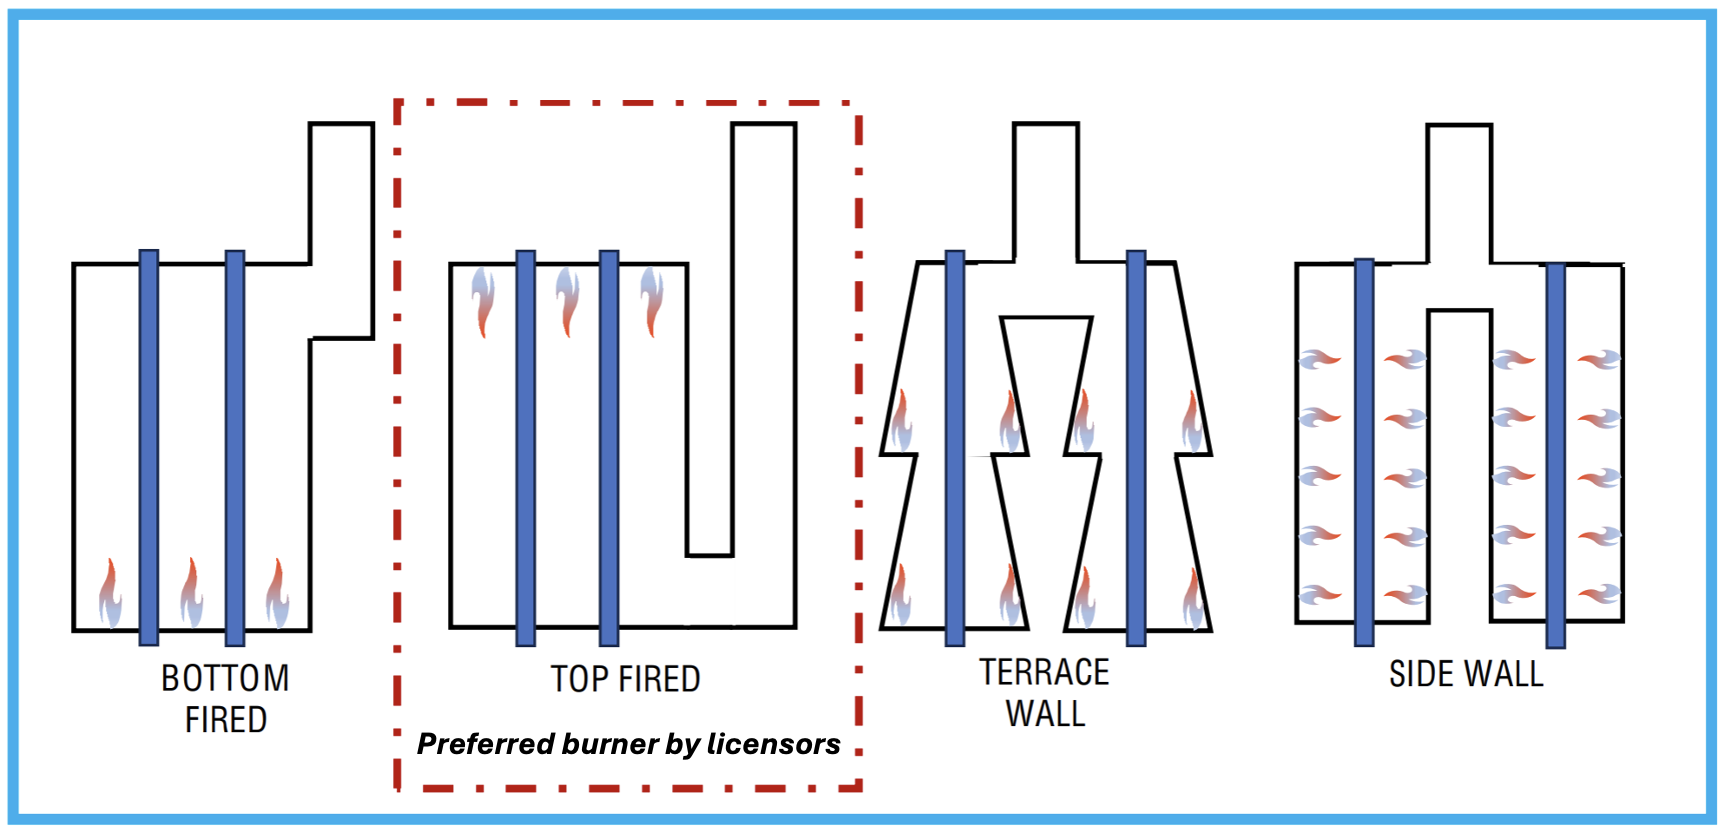 BOTTOM
FIRED
TOP FIRED
Preferred burner by licensors
TERRACE
WALL
SIDE WALL